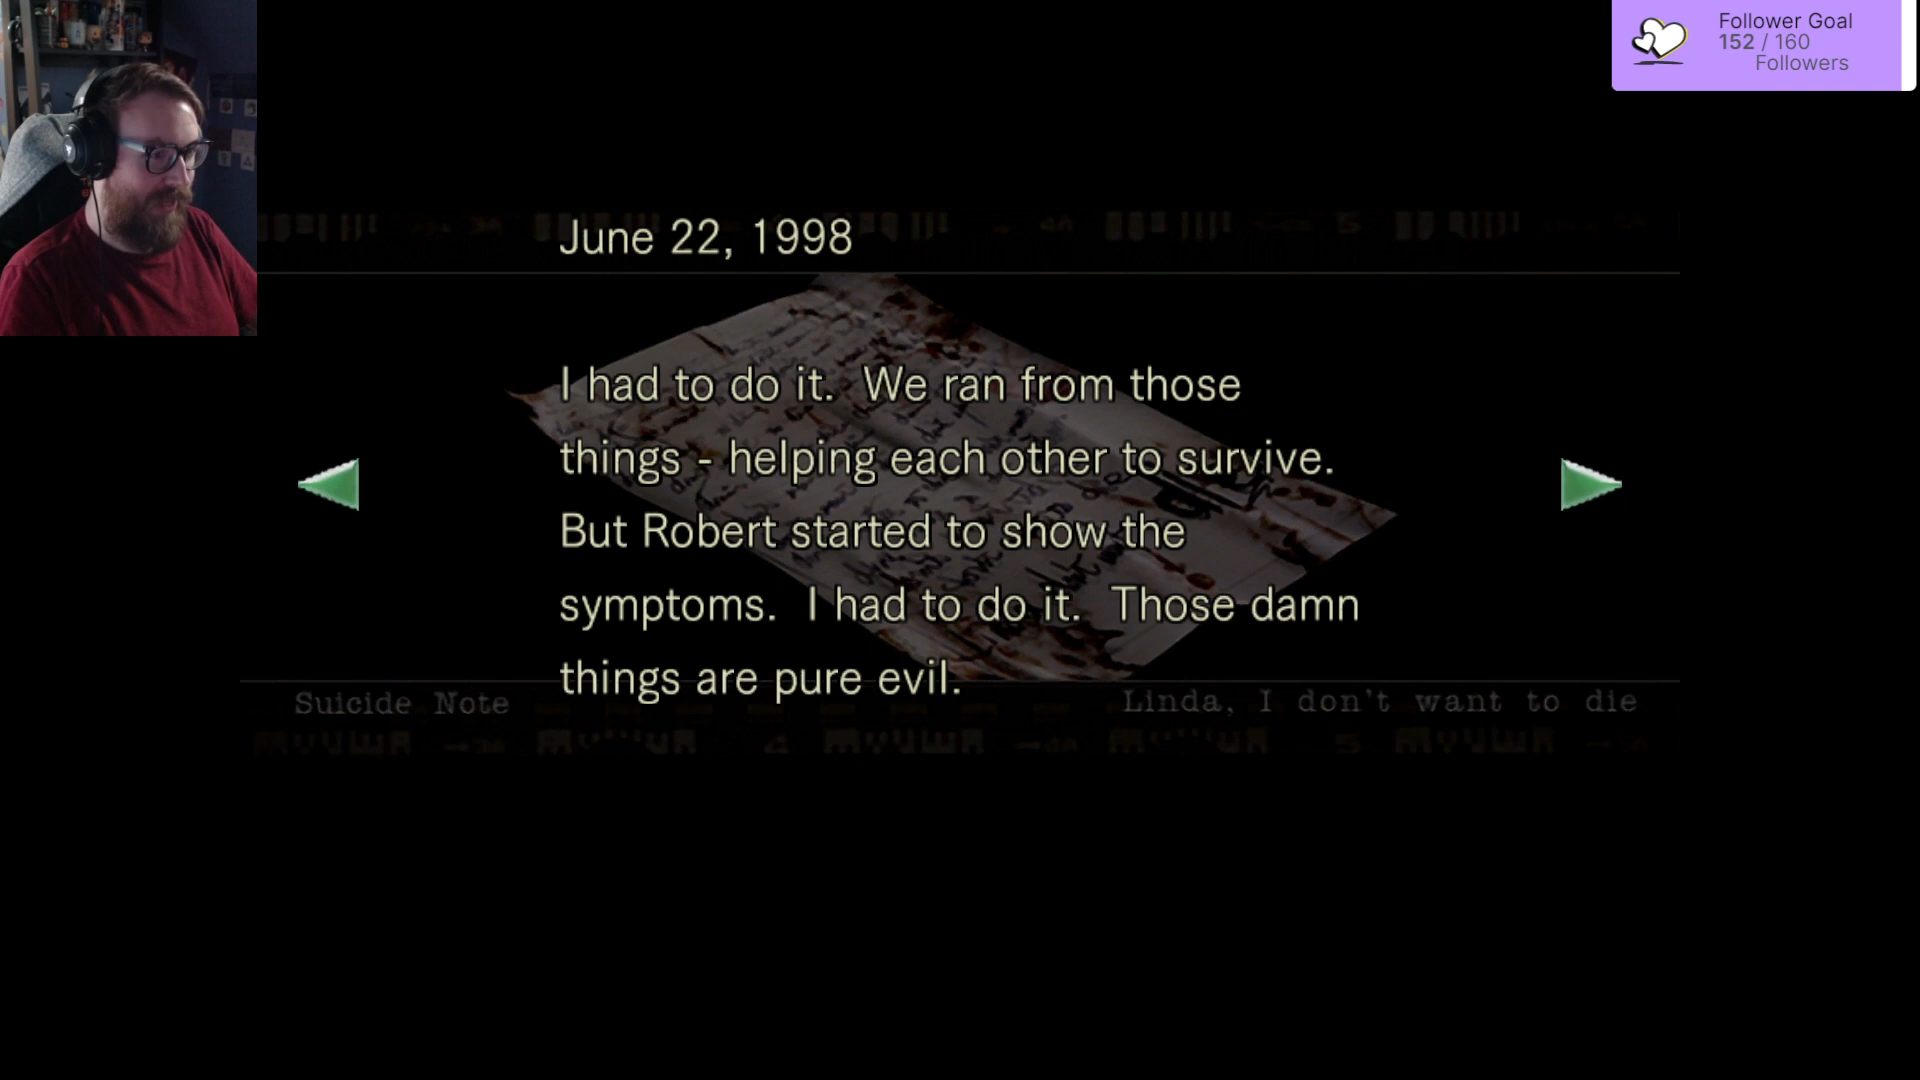 Follower Goal
152 / 160
Followers
June 22, 1998
I had to do it.  We ran from those
things - helping each other to survive.
But Robert started to show the
symptoms.  I had to do it.  Those damn
things are pure evil.
Suicide Note
Linda, I don't want to die